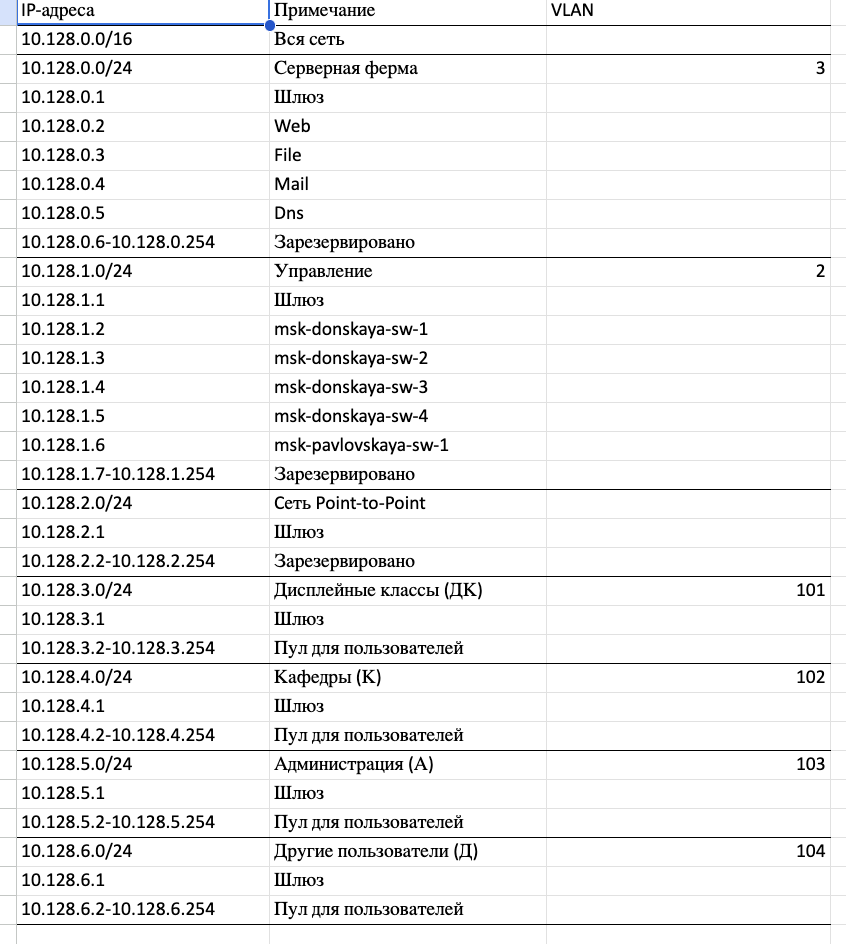 IP-адреса Примечание VLAN
10.128.0.0/16 Вся сеть
10.128.0.0/24 Серверная ферма 3
10.128.0.1 Шлюз
10.128.0.2 Web
10.128.0.3 File
10.128.0.4 Mail
10.128.0.5 Dns
10.128.0.6-10.128.0.254 Зарезервировано
10.128.1.0/24 Управление 2
10.128.1.1 Шлюз
10.128.1.2 msk-donskaya-sw-1
10.128.1.3 msk-donskaya-sw-2
10.128.1.4 msk-donskaya-sw-3
10.128.1.5 msk-donskaya-sw-4
10.128.1.6 msk-pavlovskaya-sw-1
10.128.1.7-10.128.1.254 Зарезервировано
10.128.2.0/24 Сеть Point-to-Point
10.128.2.1 Шлюз
10.128.2.2-10.128.2.254 Зарезервировано
10.128.3.0/24 Дисплейные классы (ДК) 101
10.128.3.1 Шлюз
10.128.3.2-10.128.3.254 Пул для пользователей
10.128.4.0/24 Кафедры (К) 102
10.128.4.1 Шлюз
10.128.4.2-10.128.4.254 Пул для пользователей
10.128.5.0/24 Администрация (А) 103
10.128.5.1 Шлюз
10.128.5.2-10.128.5.254 Пул для пользователей
10.128.6.0/24 Другие пользователи (Д) 104
10.128.6.1 Шлюз
10.128.6.2-10.128.6.254 Пул для пользователей